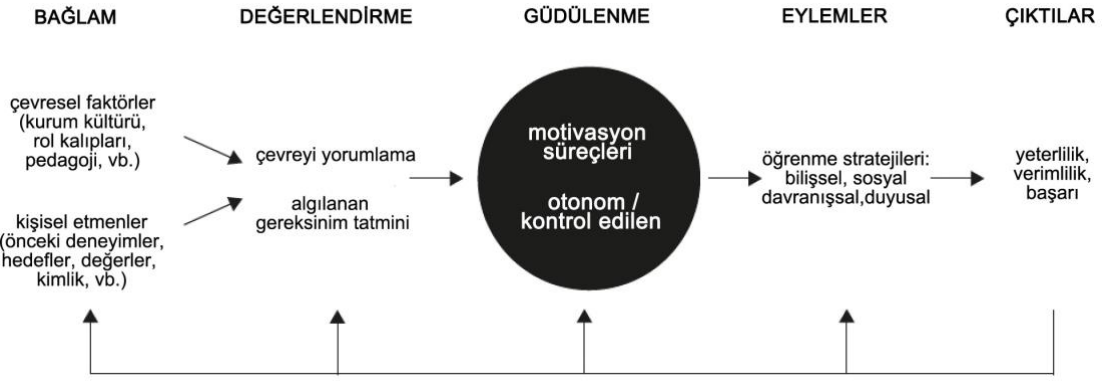 BAĞLAM
DEĞERLENDİRME
GÜDÜLENME
EYLEMLER
ÇIKTILAR
çevresel faktörler
(kurum kültürü,
rol kalıpları,
pedagoji, vb.)
kişisel etmenler
(önceki deneyimler,
hedefler, değerler,
kimlik, vb.)
çevreyi yorumlama
algılanan
gereksinim tatmini
motivasyon
süreçleri
otonom /
kontrol edilen
öğrenme stratejileri:
bilişsel, sosyal
davranışsal,duyusal
yeterlilik,
verimlilik,
başarı